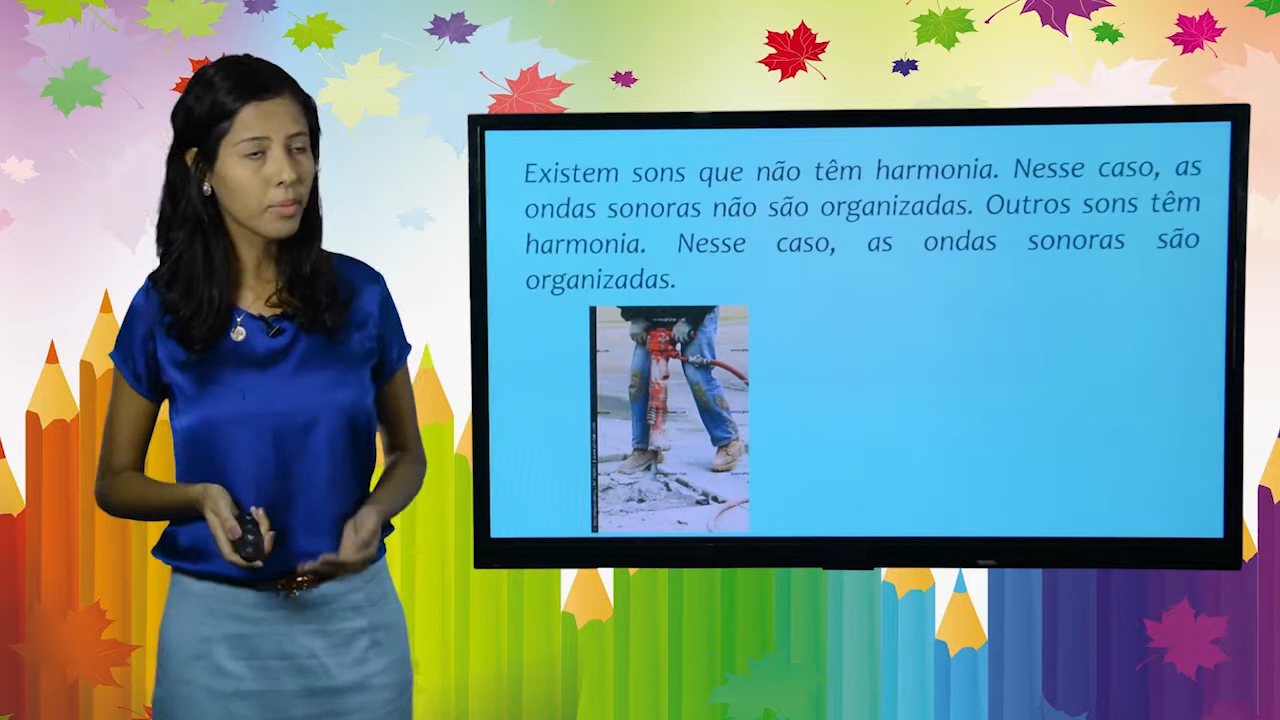 Existem sons que não têm harmonia. Nesse caso, as
ondas sonoras não são organizadas. Outros sons têm
harmonia. Nesse caso, as ondas sonoras são
organizadas.